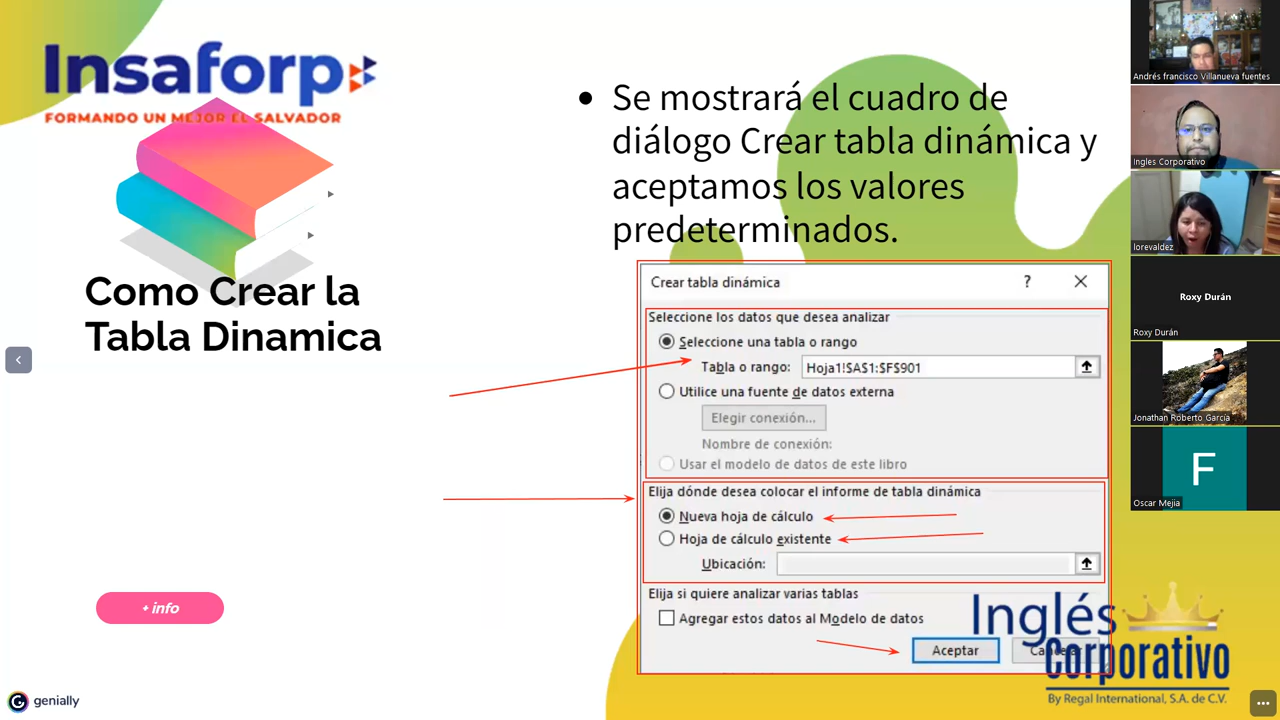 Insaforp
FORMANDO UN MEJOR EL SALVADOR
Como Crear la
Tabla Dinamica
+ info
genially
• Se mostrará el cuadro de
diálogo Crear tabla dinámica y
aceptamos los valores
predeterminados.
Crear tabla dinámica
?
Seleccione los datos que desea analizar
Seleccione una tabla o rango
Tabla o rango: Hoja1!$A$1:$F$901
Utilice una fuente de datos externa
Elegir conexión...
Nombre de conexión:
Usar el modelo de datos de este libro
Elija dónde desea colocar el informe de tabla dinámica
Nueva hoja de cálculo
Hoja de cálculo existente
Ubicación:
Elija si quiere analizar varias tablas
Agregar estos datos al Modelo de datos
Aceptar
Inglés
Corporativo
By Regal International, S.A. de C.V.
Andrés francisco Villanueva fuentes
Ingles Corporativo
lorevaldez
Roxy Durán
Roxy Durán
Jonathan Roberto García
F
Oscar Mejia